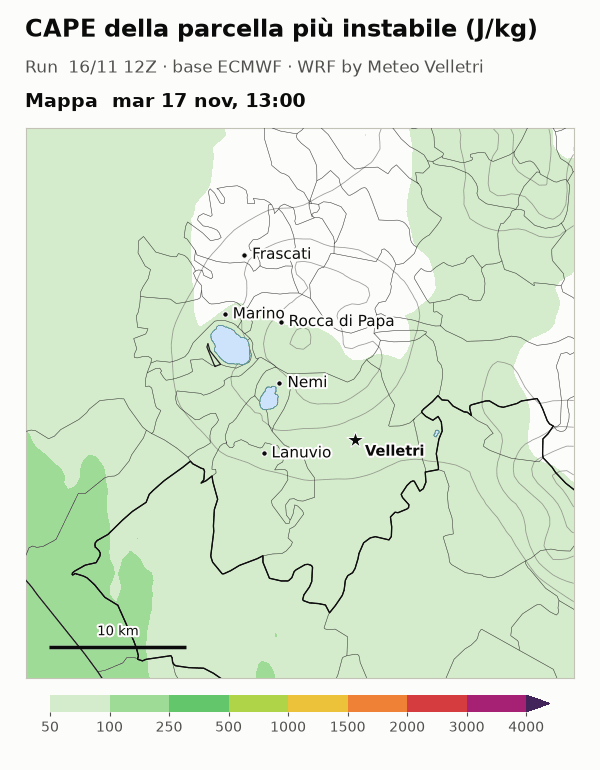 CAPE della parcella più instabile (J/kg)
Run  16/11 12Z · base ECMWF · WRF by Meteo Velletri
Mappa  mar 17 nov, 13:00
Frascati
Marino
Rocca di Papa
Nemi
Velletri
Lanuvio
10 km
50 100 250 500 1000 1500 2000 3000 4000